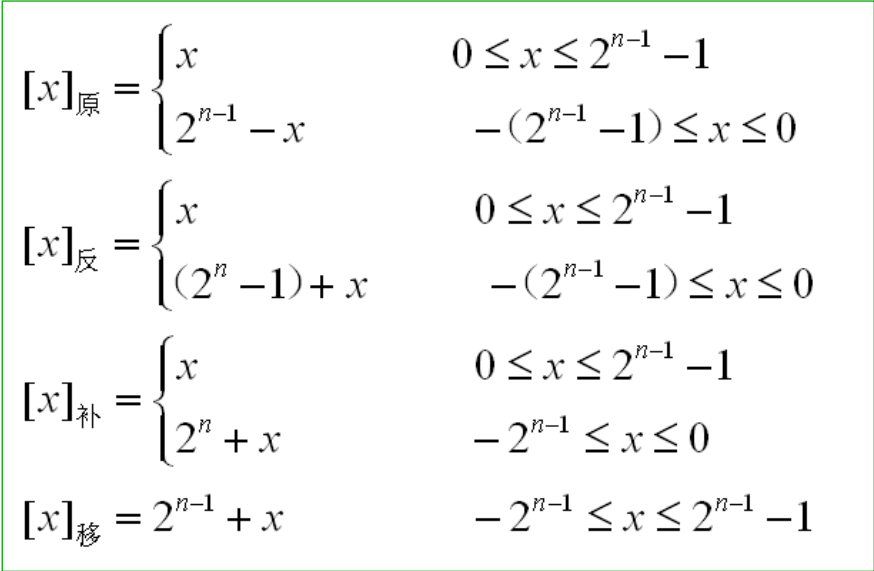 [x]原 = { x    0 ≤ x ≤ 2^{n-1} - 1
2^{n-1} - x    -(2^{n-1} - 1) ≤ x ≤ 0
[x]反 = { x    0 ≤ x ≤ 2^{n-1} - 1
(2^n - 1) + x    -(2^{n-1} - 1) ≤ x ≤ 0
[x]补 = { x    0 ≤ x ≤ 2^{n-1} - 1
2^n + x    -2^{n-1} ≤ x ≤ 0
[x]移 = 2^{n-1} + x    -2^{n-1} ≤ x ≤ 2^{n-1} - 1